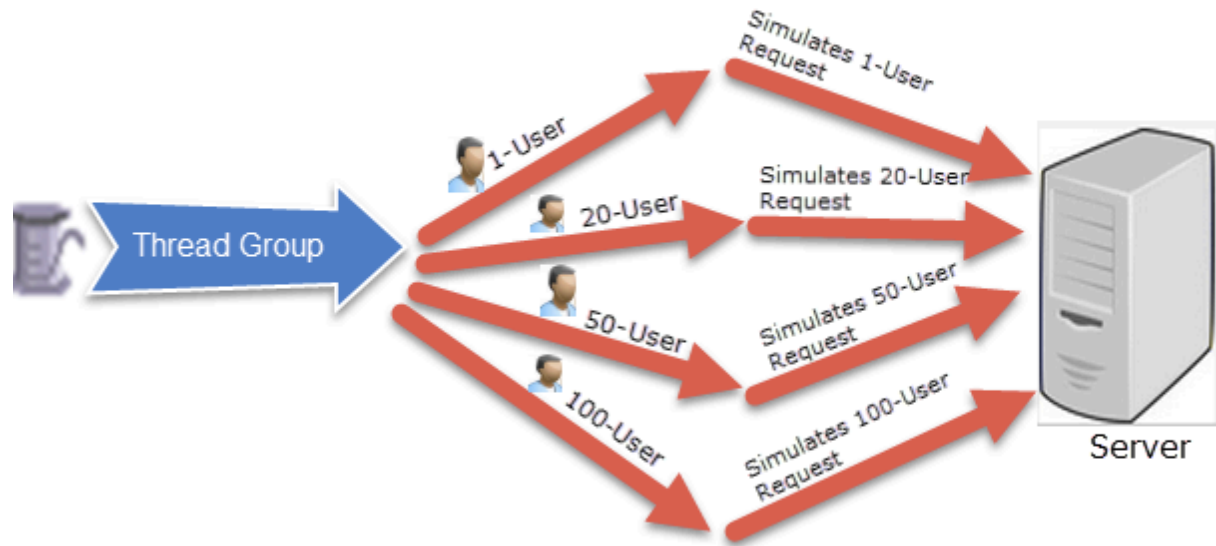 Thread Group
1-User
20-User
50-User
100-User
Simulates 1-User
Request
Simulates 20-User
Request
Simulates 50-User
Request
Simulates 100-User
Request
Server